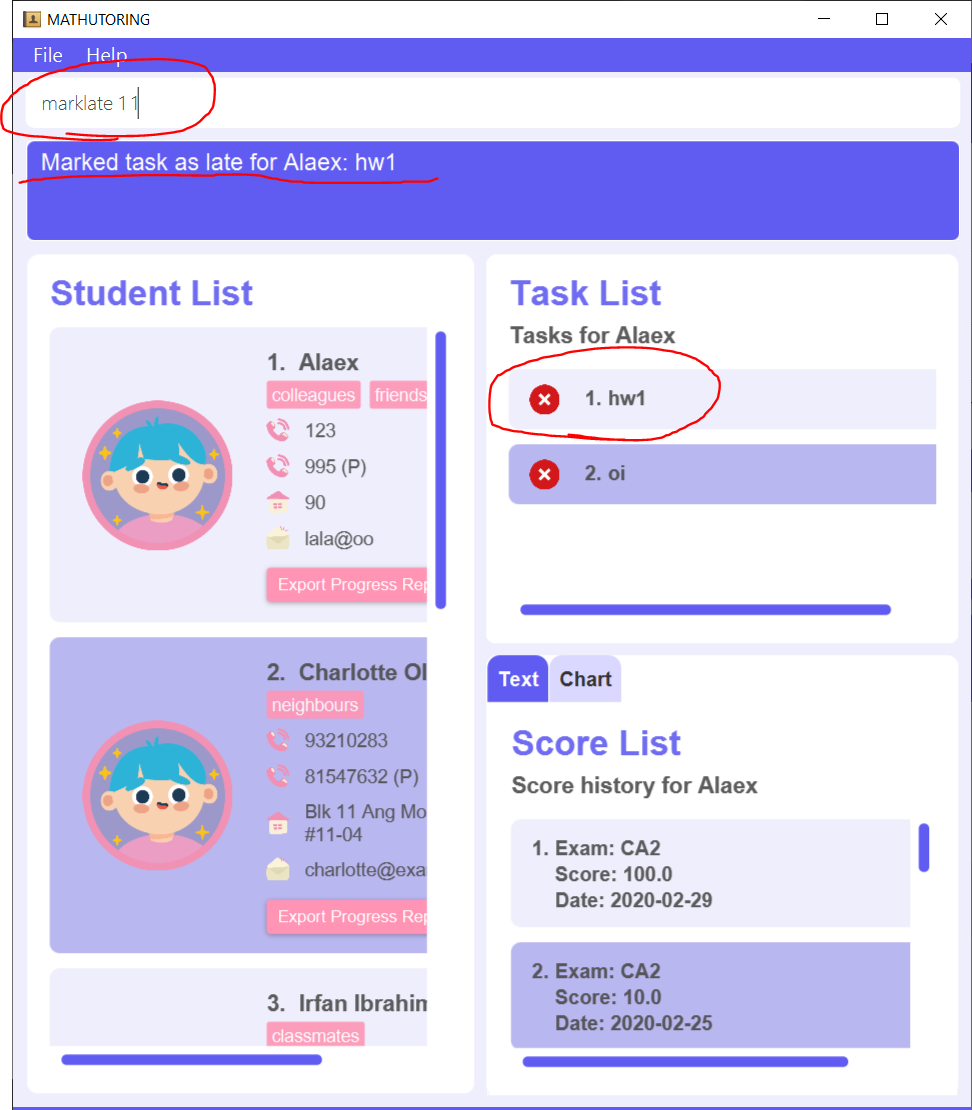 MATHUTORING
File Help
marklate 1 1
Marked task as late for Alaex: hw1
Student List
1. Alaex
colleagues friends
123
995 (P)
90
lala@oo
Export Progress Rep
2. Charlotte Ol
neighbours
93210283
81547632 (P)
Blk 11 Ang Mo
#11-04
charlotte@exa
Export Progress Rep
3. Irfan Ibrahim
classmates
Task List
Tasks for Alaex
1. hw1
2. oi
Text Chart
Score List
Score history for Alaex
1. Exam: CA2
Score: 100.0
Date: 2020-02-29
2. Exam: CA2
Score: 10.0
Date: 2020-02-25